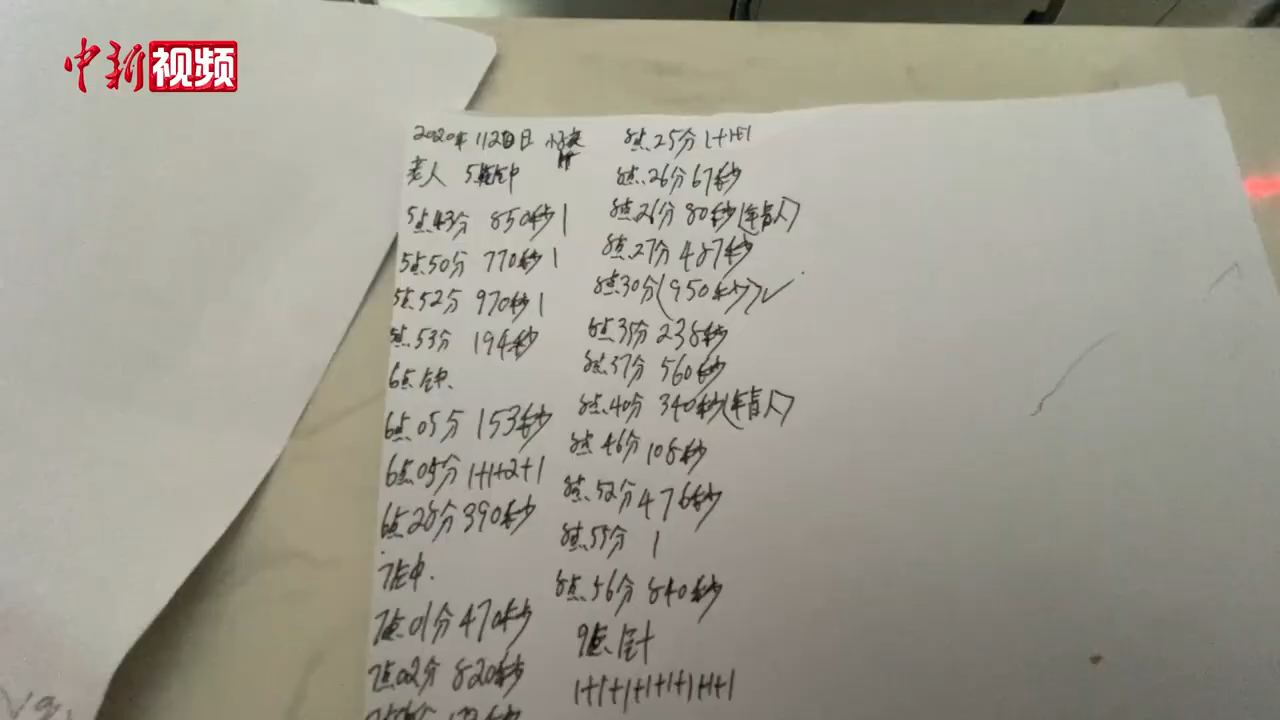 中新视频
2020年11月20日
老人 5点钟
5点43分 850秒 1
5点50分 770秒 1
5点52分 970秒 1
5点53分 194秒
6点钟
6点05分 153秒
6点05分 1+1+2+1
6点28分 390秒
7点钟
7点01分 470秒
7点02分 820秒
8点25分 1+1+1
8点26分 67秒
8点26分 80秒
8点27分 487秒
8点30分(950秒)✓
8点35分 238秒
8点37分 560秒
8点40分 340秒
8点46分 108秒
8点52分 476秒
8点55分 1
8点56分 840秒
9点钟
1+1+1+1+1+1+1+1